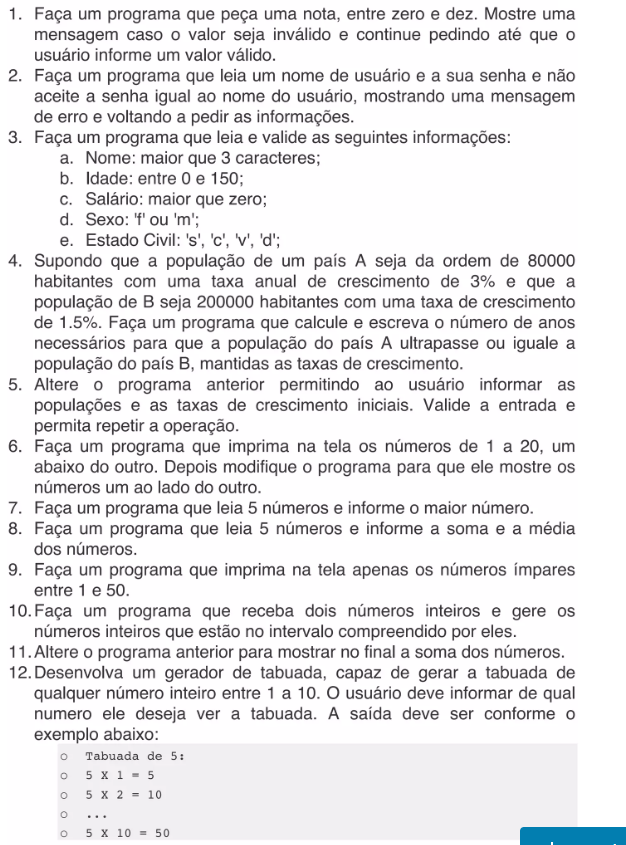 1. Faça um programa que peça uma nota, entre zero e dez. Mostre uma
mensagem caso o valor seja inválido e continue pedindo até que o
usuário informe um valor válido.
2. Faça um programa que leia um nome de usuário e a sua senha e não
aceite a senha igual ao nome do usuário, mostrando uma mensagem
de erro e voltando a pedir as informações.
3. Faça um programa que leia e valide as seguintes informações:
a. Nome: maior que 3 caracteres;
b. Idade: entre 0 e 150;
c. Salário: maior que zero;
d. Sexo: 'f' ou 'm';
e. Estado Civil: 's', 'c', 'v', 'd';
4. Supondo que a população de um país A seja da ordem de 80000
habitantes com uma taxa anual de crescimento de 3% e que a
população de B seja 200000 habitantes com uma taxa de crescimento
de 1.5%. Faça um programa que calcule e escreva o número de anos
necessários para que a população do país A ultrapasse ou iguale a
população do país B, mantidas as taxas de crescimento.
5. Altere o programa anterior permitindo ao usuário informar as
populações e as taxas de crescimento iniciais. Valide a entrada e
permita repetir a operação.
6. Faça um programa que imprima na tela os números de 1 a 20, um
abaixo do outro. Depois modifique o programa para que ele mostre os
números um ao lado do outro.
7. Faça um programa que leia 5 números e informe o maior número.
8. Faça um programa que leia 5 números e informe a soma e a média
dos números.
9. Faça um programa que imprima na tela apenas os números ímpares
entre 1 e 50.
10. Faça um programa que receba dois números inteiros e gere os
números inteiros que estão no intervalo compreendido por eles.
11. Altere o programa anterior para mostrar no final a soma dos números.
12. Desenvolva um gerador de tabuada, capaz de gerar a tabuada de
qualquer número inteiro entre 1 a 10. O usuário deve informar de qual
numero ele deseja ver a tabuada. A saída deve ser conforme o
exemplo abaixo:
○ Tabuada de 5:
○ 5 X 1 = 5
○ 5 X 2 = 10
○ ...
○ 5 X 10 = 50